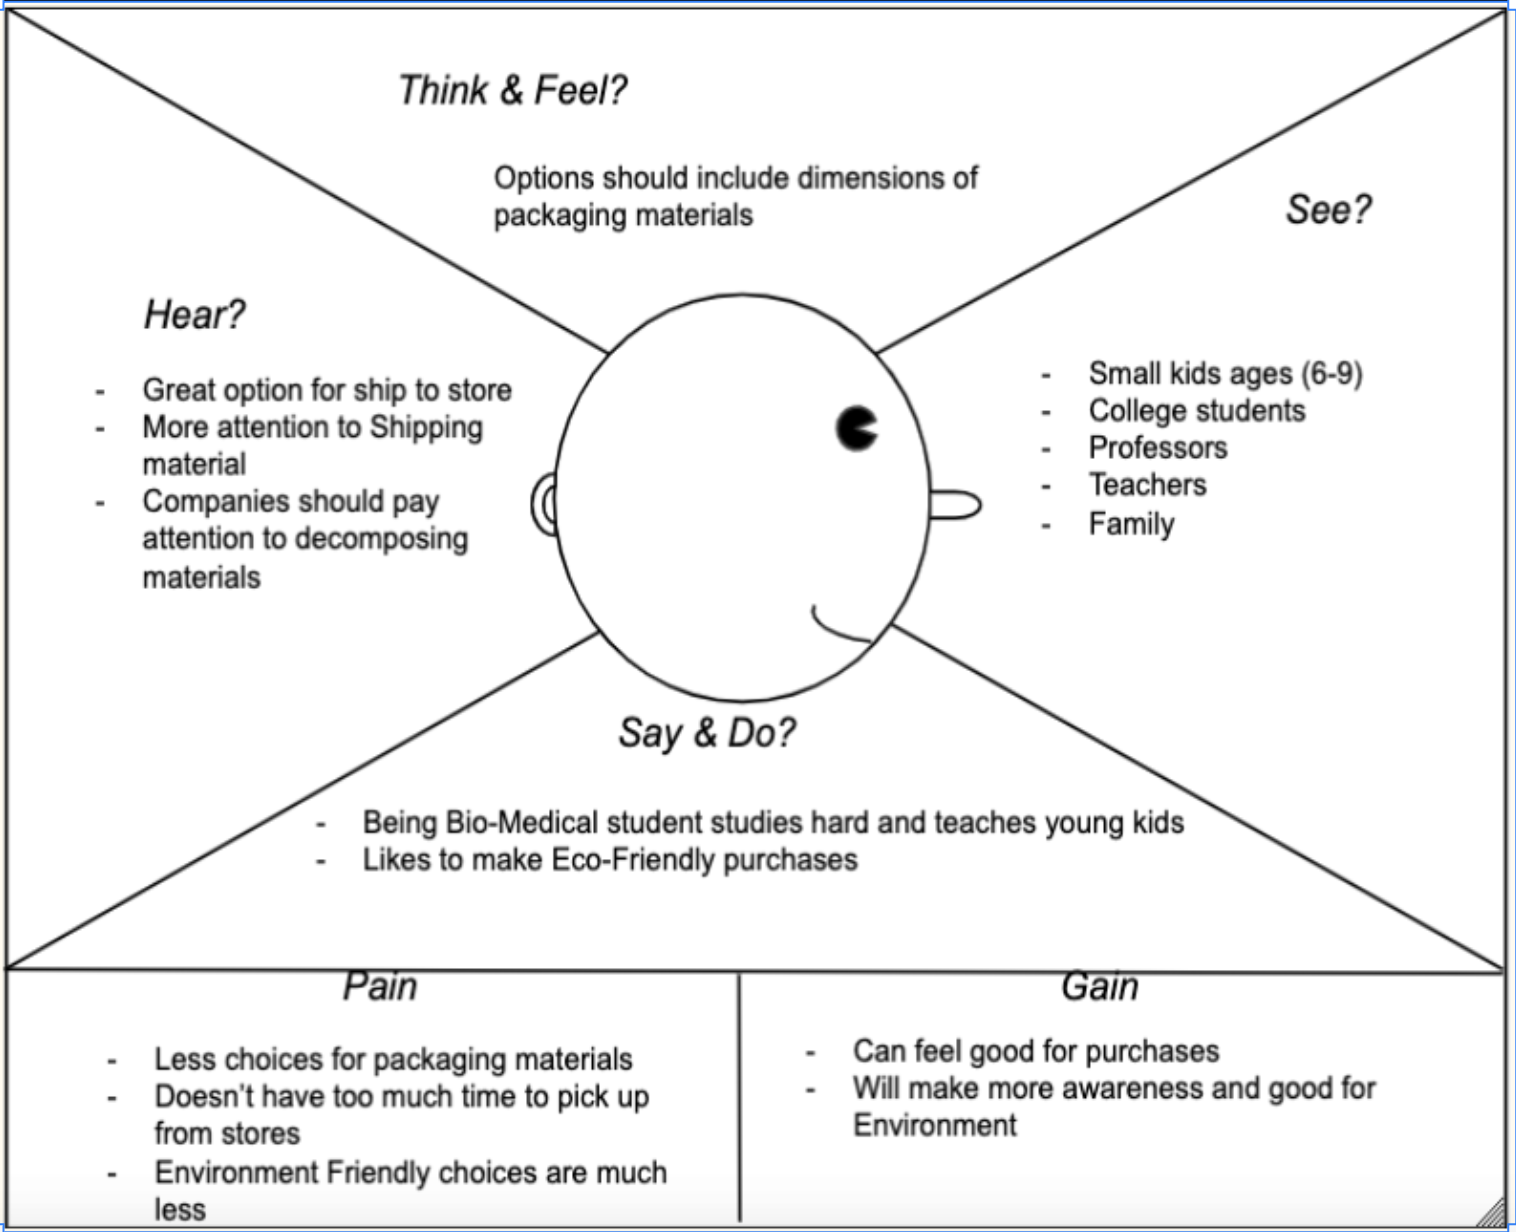 Think & Feel?
Options should include dimensions of
packaging materials
See?
- Small kids ages (6-9)
- College students
- Professors
- Teachers
- Family
Hear?
- Great option for ship to store
- More attention to Shipping
material
- Companies should pay
attention to decomposing
materials
Say & Do?
- Being Bio-Medical student studies hard and teaches young kids
- Likes to make Eco-Friendly purchases
Pain
- Less choices for packaging materials
- Doesn't have too much time to pick up
from stores
- Environment Friendly choices are much
less
Gain
- Can feel good for purchases
- Will make more awareness and good for
Environment